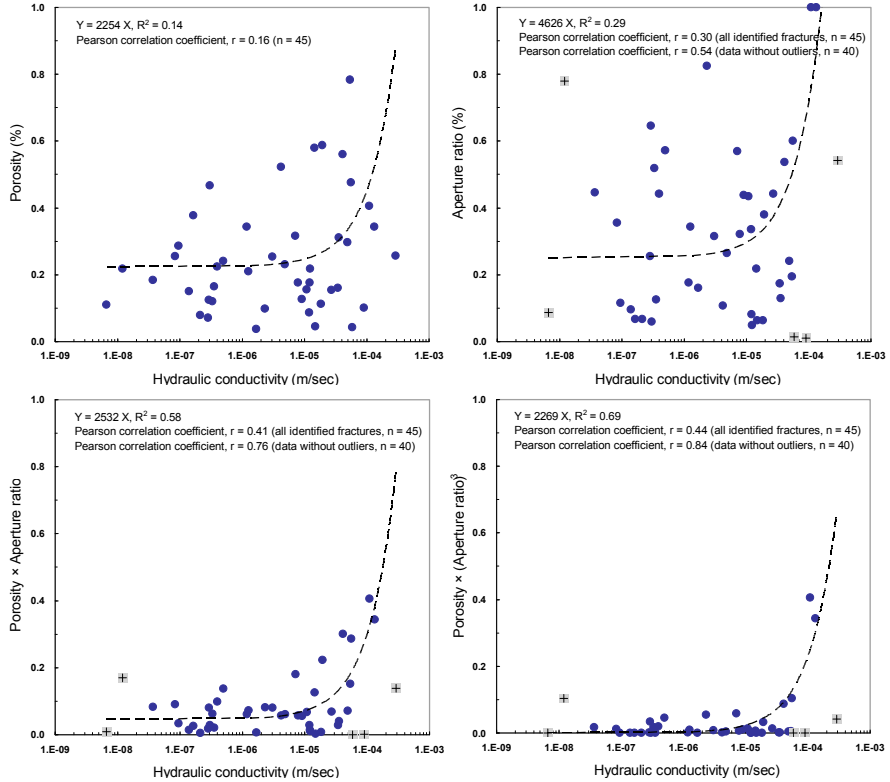 Y = 2254 X, R² = 0.14
Pearson correlation coefficient, r = 0.16 (n = 45)
1.0
0.8
0.6
0.4
0.2
0.0
Porosity (%)
1.E-09 1.E-08 1.E-07 1.E-06 1.E-05 1.E-04 1.E-03
Hydraulic conductivity (m/sec)
Y = 4626 X, R² = 0.29
Pearson correlation coefficient, r = 0.30 (all identified fractures, n = 45)
Pearson correlation coefficient, r = 0.54 (data without outliers, n = 40)
1.0
0.8
0.6
0.4
0.2
0.0
Aperture ratio (%)
1.E-09 1.E-08 1.E-07 1.E-06 1.E-05 1.E-04 1.E-03
Hydraulic conductivity (m/sec)
Y = 2532 X, R² = 0.58
Pearson correlation coefficient, r = 0.41 (all identified fractures, n = 45)
Pearson correlation coefficient, r = 0.76 (data without outliers, n = 40)
1.0
0.8
0.6
0.4
0.2
0.0
Porosity × Aperture ratio
1.E-09 1.E-08 1.E-07 1.E-06 1.E-05 1.E-04 1.E-03
Hydraulic conductivity (m/sec)
Y = 2269 X, R² = 0.69
Pearson correlation coefficient, r = 0.44 (all identified fractures, n = 45)
Pearson correlation coefficient, r = 0.84 (data without outliers, n = 40)
1.0
0.8
0.6
0.4
0.2
0.0
Porosity × (Aperture ratio)³
1.E-09 1.E-08 1.E-07 1.E-06 1.E-05 1.E-04 1.E-03
Hydraulic conductivity (m/sec)